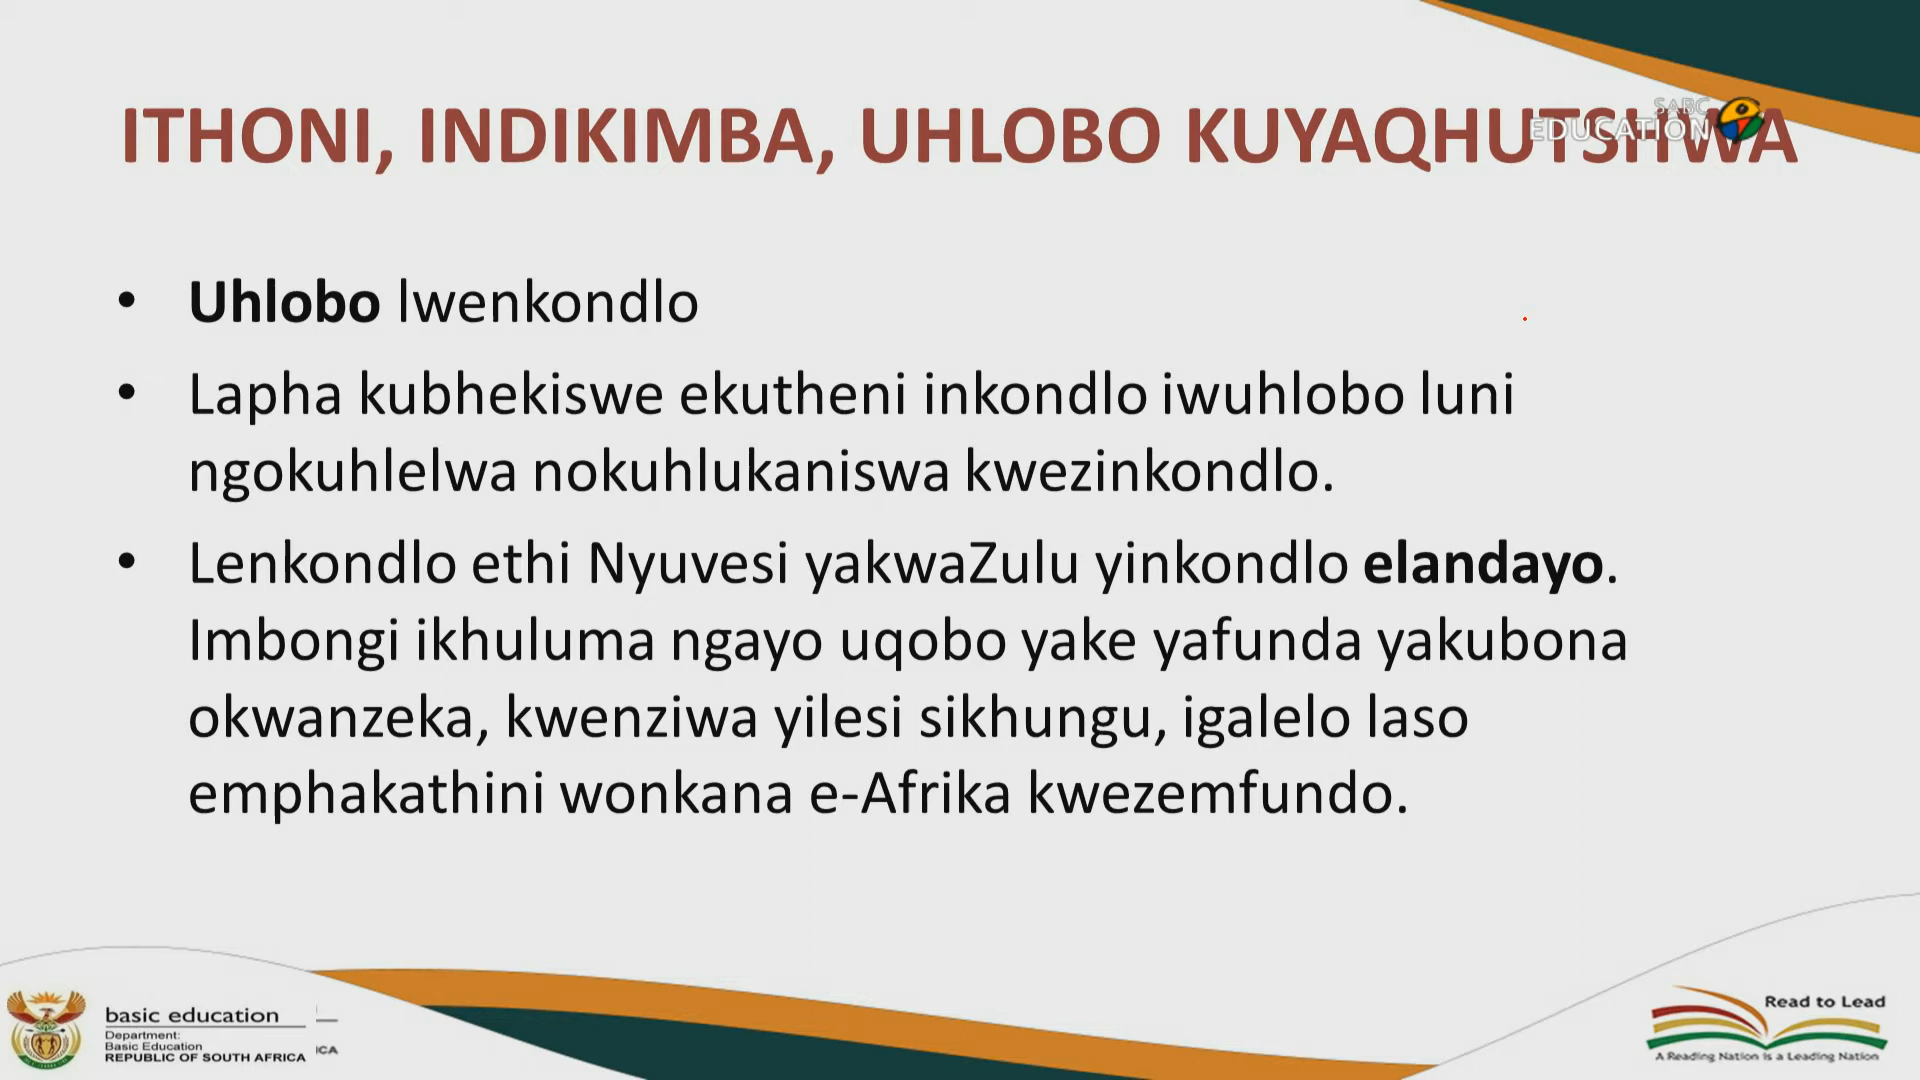 ITHONI, INDIKIMBA, UHLOBO KUYAQHUTSHWA
SABC
EDUCATION
• Uhlobo lwenkondlo
• Lapha kubhekiswe ekutheni inkondlo iwuhlobo luni
ngokuhlelwa nokuhlukaniswa kwezinkondlo.
• Lenkondlo ethi Nyuvesi yakwaZulu yinkondlo elandayo.
Imbongi ikhuluma ngayo uqobo yake yafunda yakubona
okwanzeka, kwenziwa yilesi sikhungu, igalelo laso
emphakathini wonkana e-Afrika kwezemfundo.
basic education
Department:
Basic Education
REPUBLIC OF SOUTH AFRICA
ICA
Read to Lead
A Reading Nation is a Leading Nation